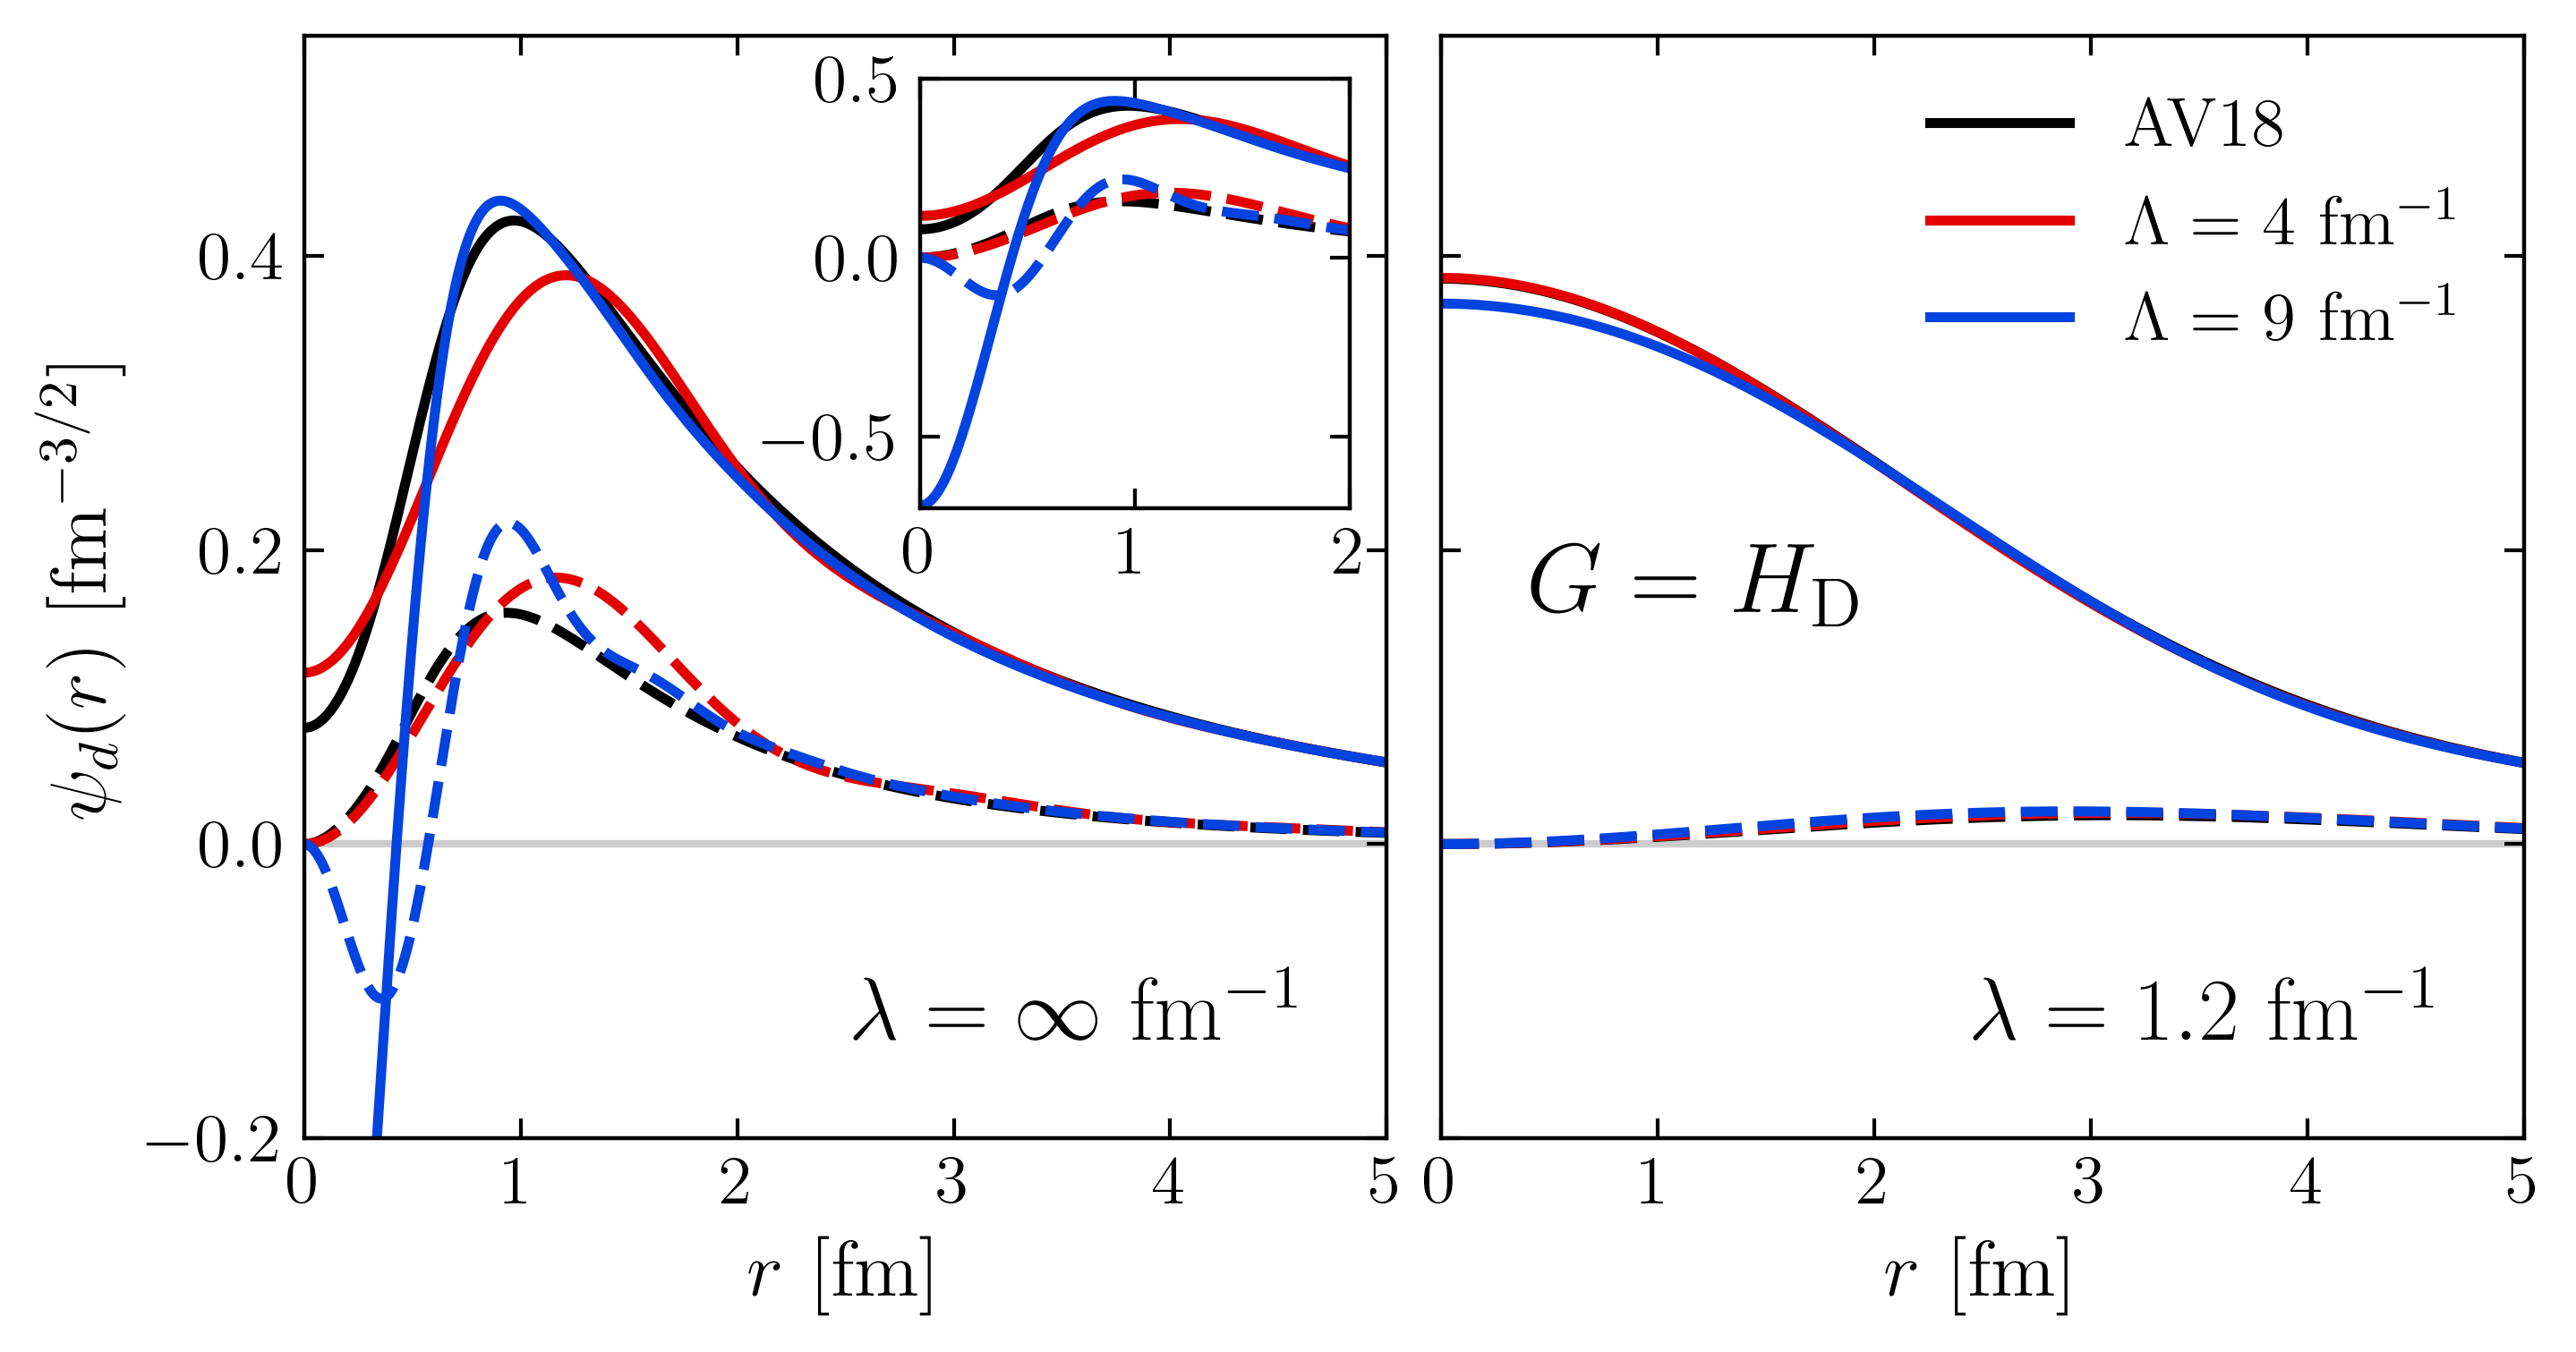 ψ_d(r) [fm^{−3/2}]
0.4
0.2
0.0
−0.2
0 1 2 3 4 5
r [fm]
0.5
0.0
−0.5
0 1 2
λ = ∞ fm^{−1}
AV18
Λ = 4 fm^{−1}
Λ = 9 fm^{−1}
G = H_D
λ = 1.2 fm^{−1}
0 1 2 3 4 5
r [fm]